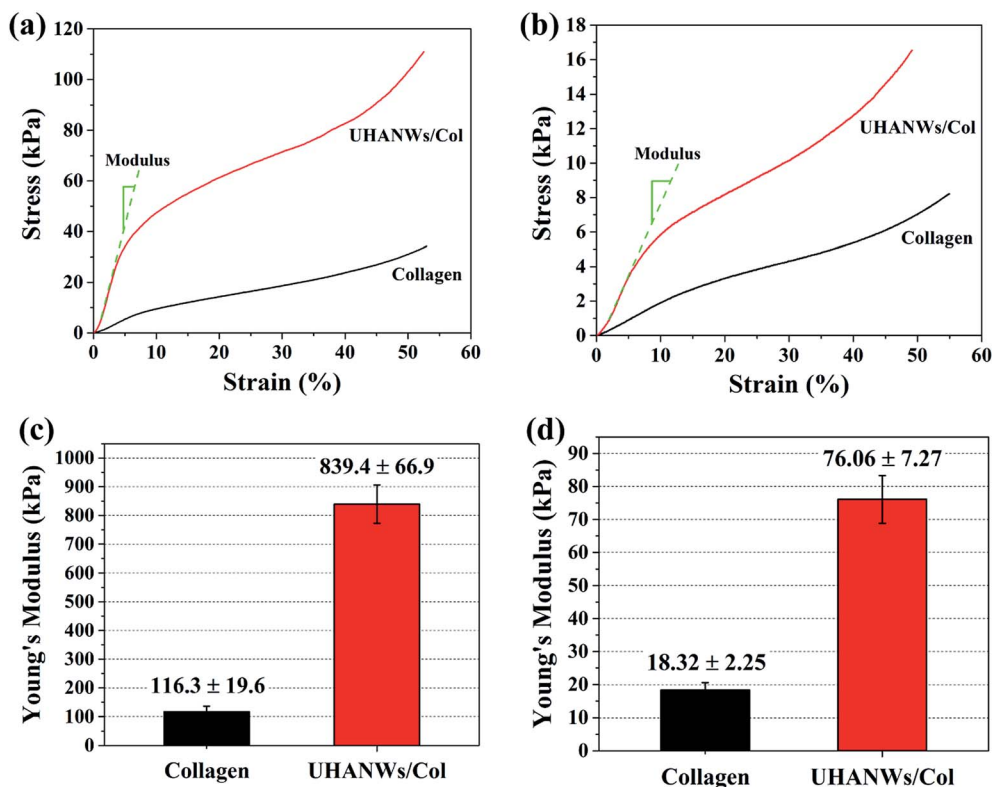 (a)
120
100
80
60
40
20
0
Stress (kPa)
Modulus
UHANWs/Col
Collagen
0 10 20 30 40 50 60
Strain (%)
(b)
18
16
14
12
10
8
6
4
2
0
Stress (kPa)
Modulus
UHANWs/Col
Collagen
0 10 20 30 40 50 60
Strain (%)
(c)
1000
900
800
700
600
500
400
300
200
100
0
Young's Modulus (kPa)
839.4 ± 66.9
116.3 ± 19.6
Collagen UHANWs/Col
(d)
90
80
70
60
50
40
30
20
10
0
Young's Modulus (kPa)
76.06 ± 7.27
18.32 ± 2.25
Collagen UHANWs/Col